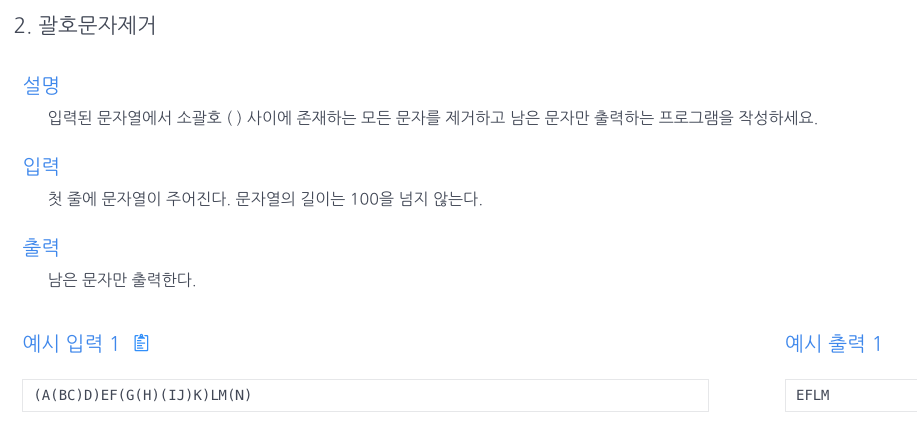 2. 괄호문자제거
설명
입력된 문자열에서 소괄호 ( ) 사이에 존재하는 모든 문자를 제거하고 남은 문자만 출력하는 프로그램을 작성하세요.
입력
첫 줄에 문자열이 주어진다. 문자열의 길이는 100을 넘지 않는다.
출력
남은 문자만 출력한다.
예시 입력 1
(A(BC)D)EF(G(H)(IJ)K)LM(N)
예시 출력 1
EFLM